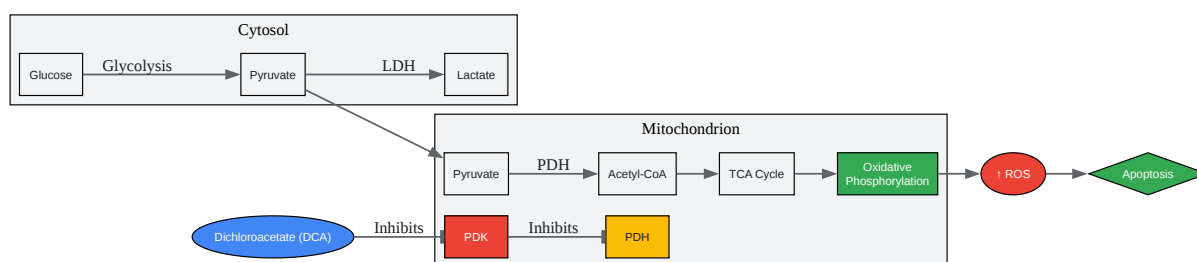 Cytosol
Glucose
Glycolysis
Pyruvate
LDH
Lactate
Mitochondrion
Pyruvate
PDH
Acetyl-CoA
TCA Cycle
Oxidative
Phosphorylation
↑ ROS
Apoptosis
Dichloroacetate (DCA)
Inhibits
PDK
Inhibits
PDH